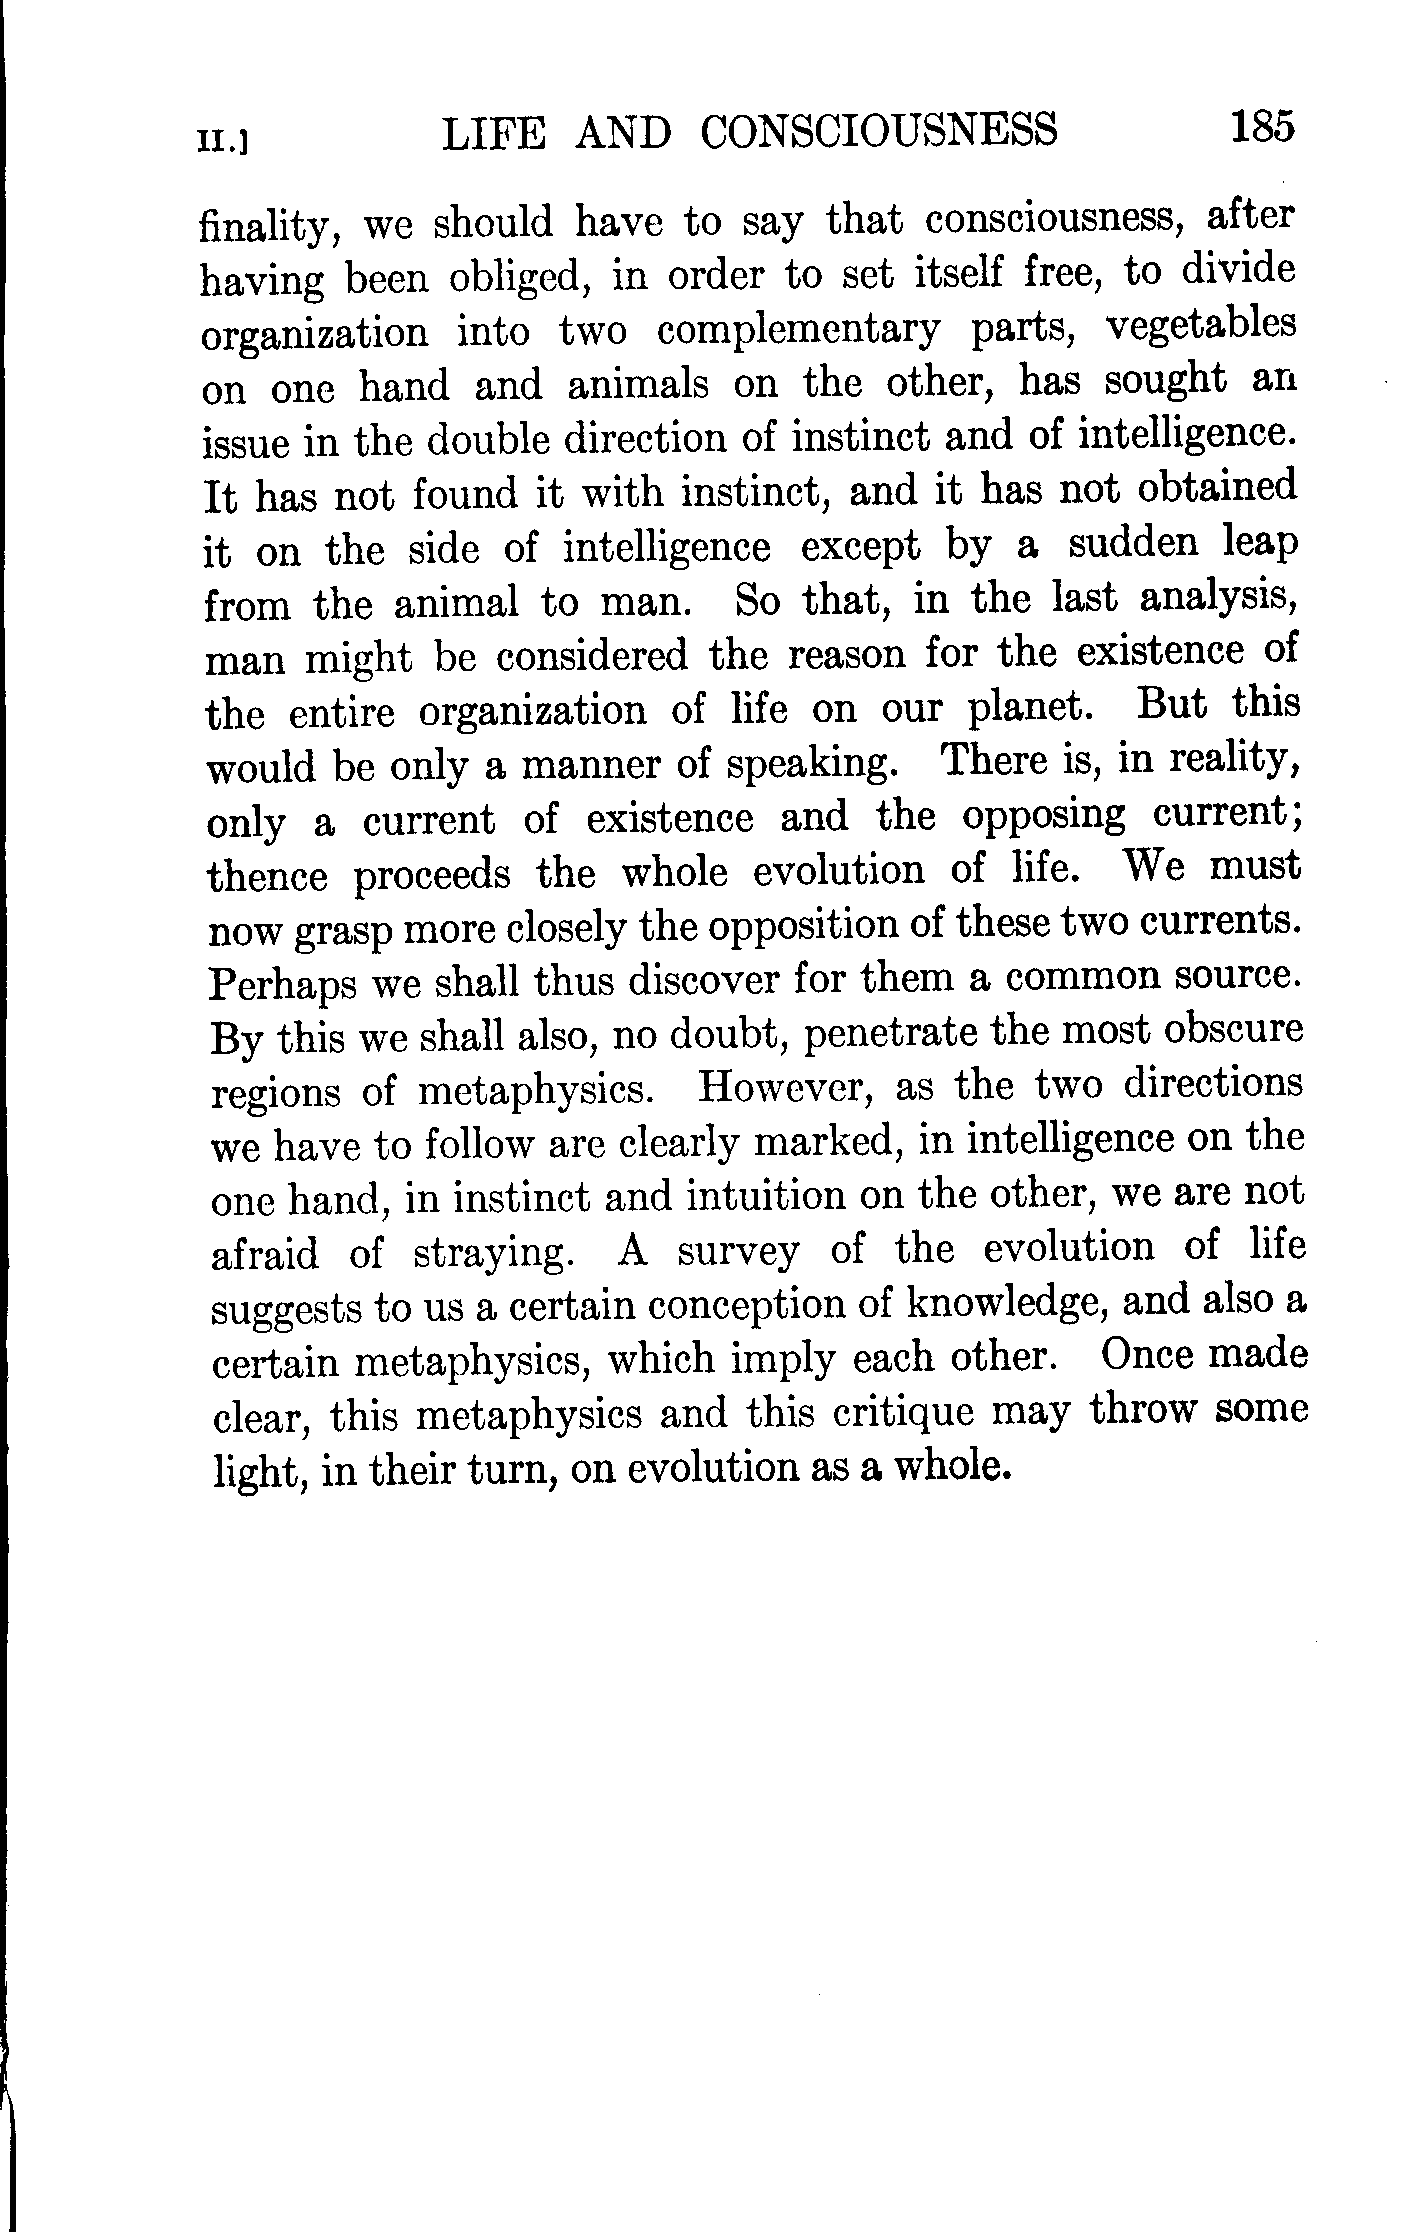 II.] LIFE AND CONSCIOUSNESS 185
finality, we should have to say that consciousness, after
having been obliged, in order to set itself free, to divide
organization into two complementary parts, vegetables
on one hand and animals on the other, has sought an
issue in the double direction of instinct and of intelligence.
It has not found it with instinct, and it has not obtained
it on the side of intelligence except by a sudden leap
from the animal to man. So that, in the last analysis,
man might be considered the reason for the existence of
the entire organization of life on our planet. But this
would be only a manner of speaking. There is, in reality,
only a current of existence and the opposing current;
thence proceeds the whole evolution of life. We must
now grasp more closely the opposition of these two currents.
Perhaps we shall thus discover for them a common source.
By this we shall also, no doubt, penetrate the most obscure
regions of metaphysics. However, as the two directions
we have to follow are clearly marked, in intelligence on the
one hand, in instinct and intuition on the other, we are not
afraid of straying. A survey of the evolution of life
suggests to us a certain conception of knowledge, and also a
certain metaphysics, which imply each other. Once made
clear, this metaphysics and this critique may throw some
light, in their turn, on evolution as a whole.